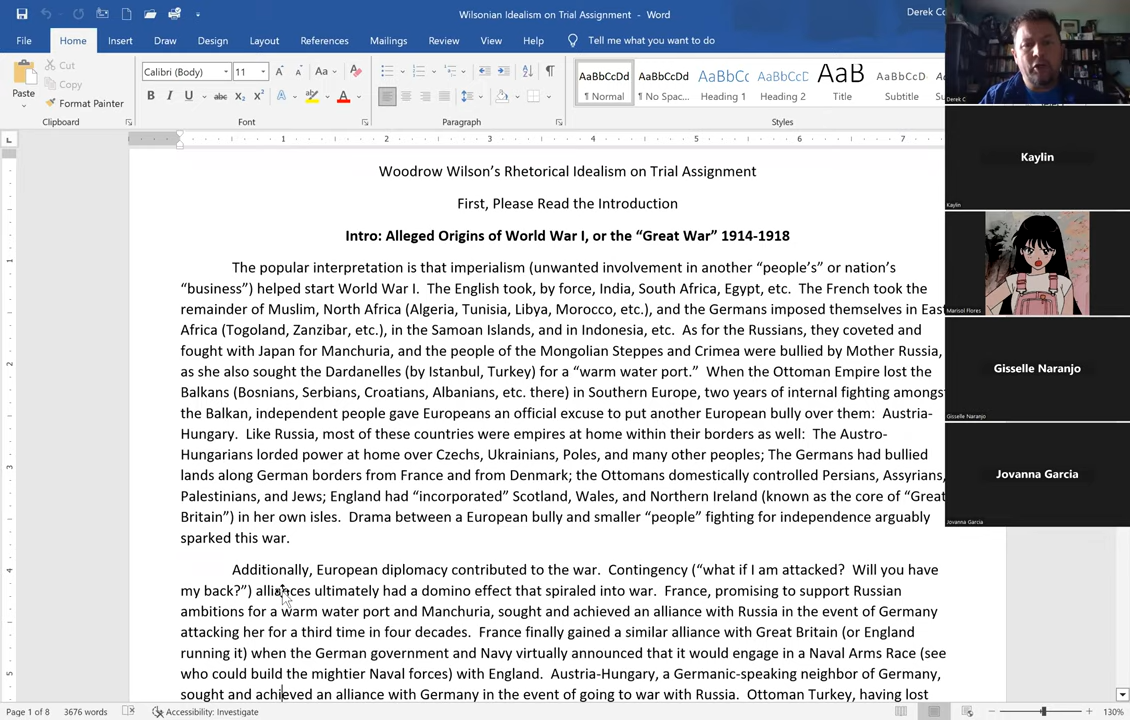 Wilsonian Idealism on Trial Assignment - Word
Derek Co
File Home Insert Draw Design Layout References Mailings Review View Help Tell me what you want to do
Paste
Cut
Copy
Format Painter
Calibri (Body) 11
Aa
B I U abc X₂ X² A A
AaBbCcDd AaBbCcDd AaBbCc AaBbCcD AaB AaBbCcD
¶ Normal ¶ No Spac... Heading 1 Heading 2 Title Subtitle
Clipboard Font Paragraph Styles
1 2 3 4 5 6 7
Woodrow Wilson’s Rhetorical Idealism on Trial Assignment
First, Please Read the Introduction
Intro: Alleged Origins of World War I, or the “Great War” 1914-1918
The popular interpretation is that imperialism (unwanted involvement in another “people’s” or nation’s
“business”) helped start World War I. The English took, by force, India, South Africa, Egypt, etc. The French took the
remainder of Muslim, North Africa (Algeria, Tunisia, Libya, Morocco, etc.), and the Germans imposed themselves in East
Africa (Togoland, Zanzibar, etc.), in the Samoan Islands, and in Indonesia, etc. As for the Russians, they coveted and
fought with Japan for Manchuria, and the people of the Mongolian Steppes and Crimea were bullied by Mother Russia,
as she also sought the Dardanelles (by Istanbul, Turkey) for a “warm water port.” When the Ottoman Empire lost the
Balkans (Bosnians, Serbians, Croatians, Albanians, etc. there) in Southern Europe, two years of internal fighting amongs
the Balkan, independent people gave Europeans an official excuse to put another European bully over them: Austria-
Hungary. Like Russia, most of these countries were empires at home within their borders as well: The Austro-
Hungarians lorded power at home over Czechs, Ukrainians, Poles, and many other peoples; The Germans had bullied
lands along German borders from France and from Denmark; the Ottomans domestically controlled Persians, Assyrians,
Palestinians, and Jews; England had “incorporated” Scotland, Wales, and Northern Ireland (known as the core of “Great
Britain”) in her own isles. Drama between a European bully and smaller “people” fighting for independence arguably
sparked this war.
Additionally, European diplomacy contributed to the war. Contingency (“what if I am attacked? Will you have
my back?”) alliances ultimately had a domino effect that spiraled into war. France, promising to support Russian
ambitions for a warm water port and Manchuria, sought and achieved an alliance with Russia in the event of Germany
attacking her for a third time in four decades. France finally gained a similar alliance with Great Britain (or England
running it) when the German government and Navy virtually announced that it would engage in a Naval Arms Race (see
who could build the mightier Naval forces) with England. Austria-Hungary, a Germanic-speaking neighbor of Germany,
sought and achieved an alliance with Germany in the event of going to war with Russia. Ottoman Turkey, having lost
Derek C
Kaylin
Kaylin
Marisol Flores
Gisselle Naranjo
Gisselle Naranjo
Jovanna Garcia
Jovanna Garcia
Page 1 of 8 3676 words Accessibility: Investigate 130%